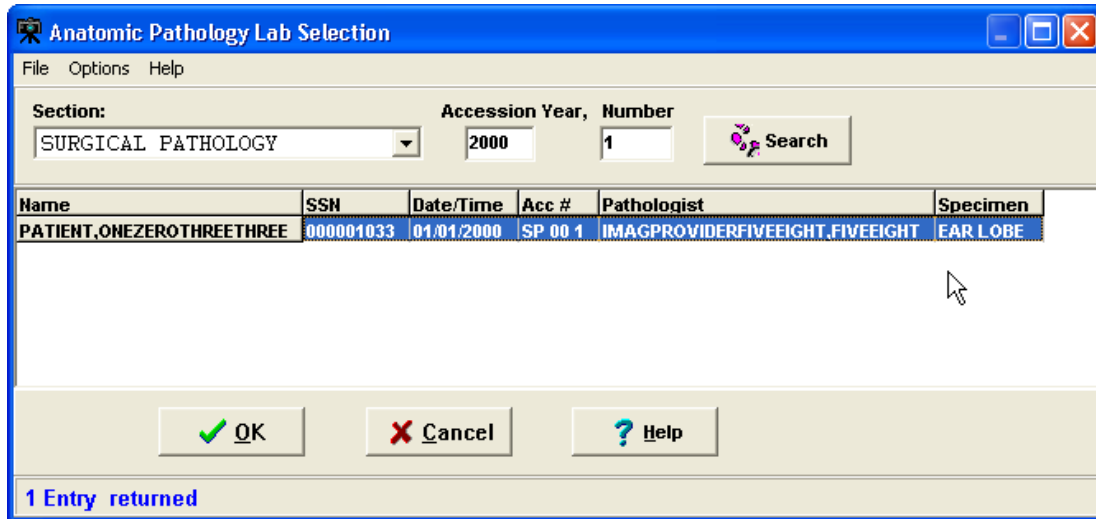 Anatomic Pathology Lab Selection
File Options Help
Section: Accession Year, Number
SURGICAL PATHOLOGY 2000 1 Search
Name SSN Date/Time Acc # Pathologist Specimen
PATIENT,ONEZEROTHREETHREE 000001033 01/01/2000 SP 00 1 IMAGPROVIDERFIVEEIGHT,FIVEEIGHT EAR LOBE
OK Cancel Help
1 Entry returned